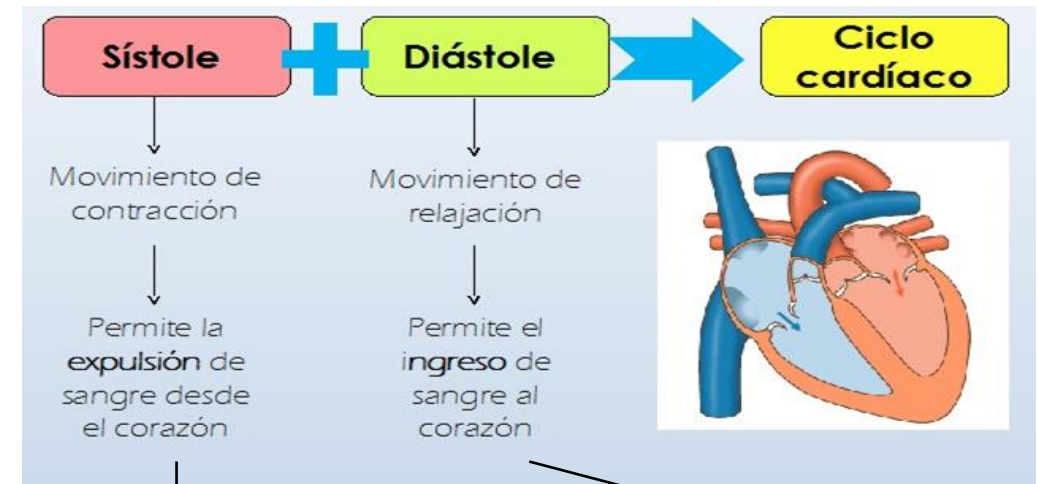 Sístole
Diástole
Ciclo
cardíaco
Movimiento de
contracción
Movimiento de
relajación
Permite la
expulsión de
sangre desde
el corazón
Permite el
ingreso de
sangre al
corazón